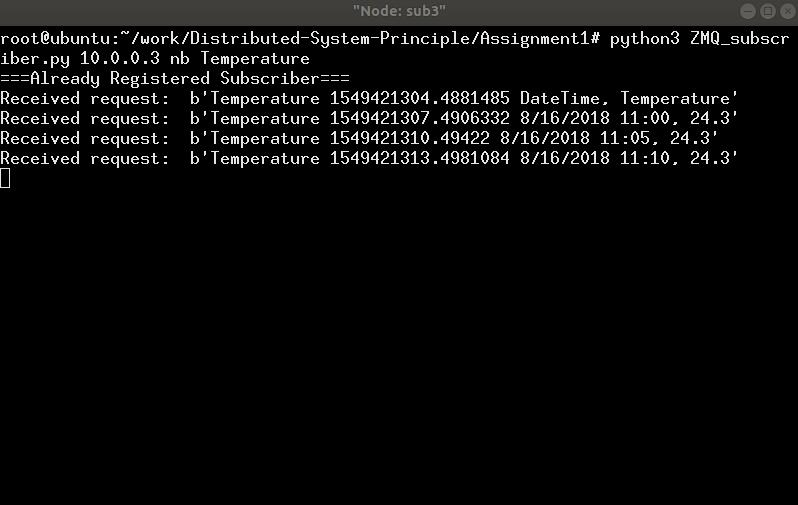 "Node: sub3"
root@ubuntu:~/work/Distributed-System-Principle/Assignment1# python3 ZMQ_subscr
iber.py 10.0.0.3 nb Temperature
===Already Registered Subscriber===
Received request:  b'Temperature 1549421304.4881485 DateTime, Temperature'
Received request:  b'Temperature 1549421307.4906332 8/16/2018 11:00, 24.3'
Received request:  b'Temperature 1549421310.49422 8/16/2018 11:05, 24.3'
Received request:  b'Temperature 1549421313.4981084 8/16/2018 11:10, 24.3'